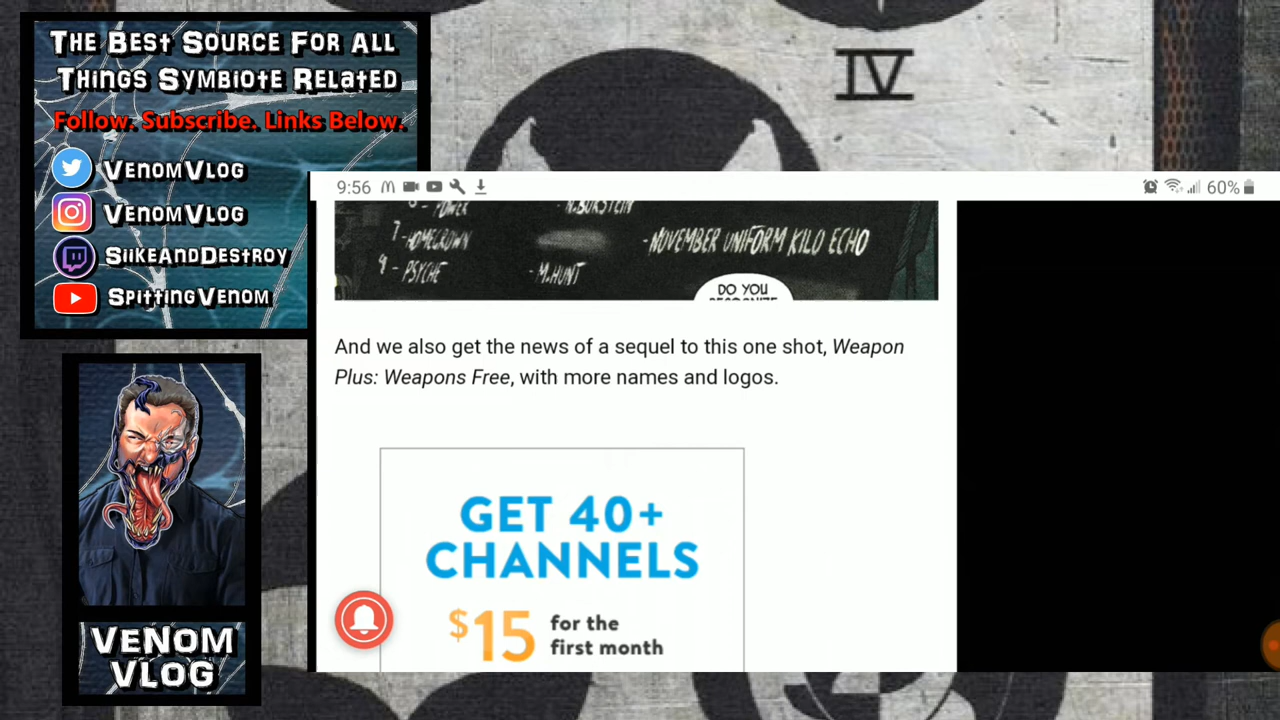 THE BEST SOURCE FOR ALL
THINGS SYMBIOTE RELATED
Follow. Subscribe. Links Below.
VENOMVLOG
VENOMVLOG
SIIKEANDDESTROY
SPITTINGVENOM
VENOM
VLOG
IV
9:56
60%
- POWER - N.BURSTEIN
7 - HOMEGROWN - NOVEMBER UNIFORM KILO ECHO
- PSYCHE - M.HUNT
DO YOU
RECOGNIZE
And we also get the news of a sequel to this one shot, Weapon
Plus: Weapons Free, with more names and logos.
GET 40+
CHANNELS
$15 for the
first month